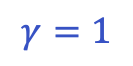 γ = 1